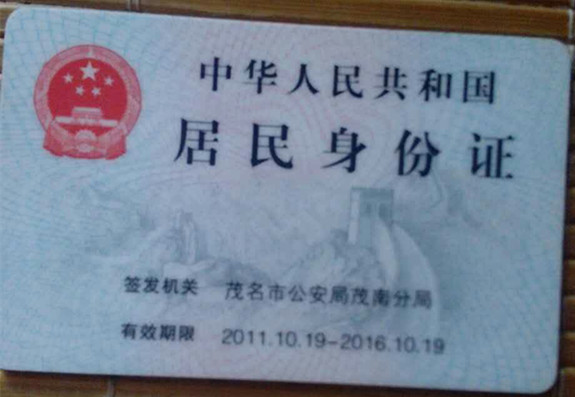 中华人民共和国
居民身份证
签发机关 茂名市公安局茂南分局
有效期限 2011.10.19-2016.10.19